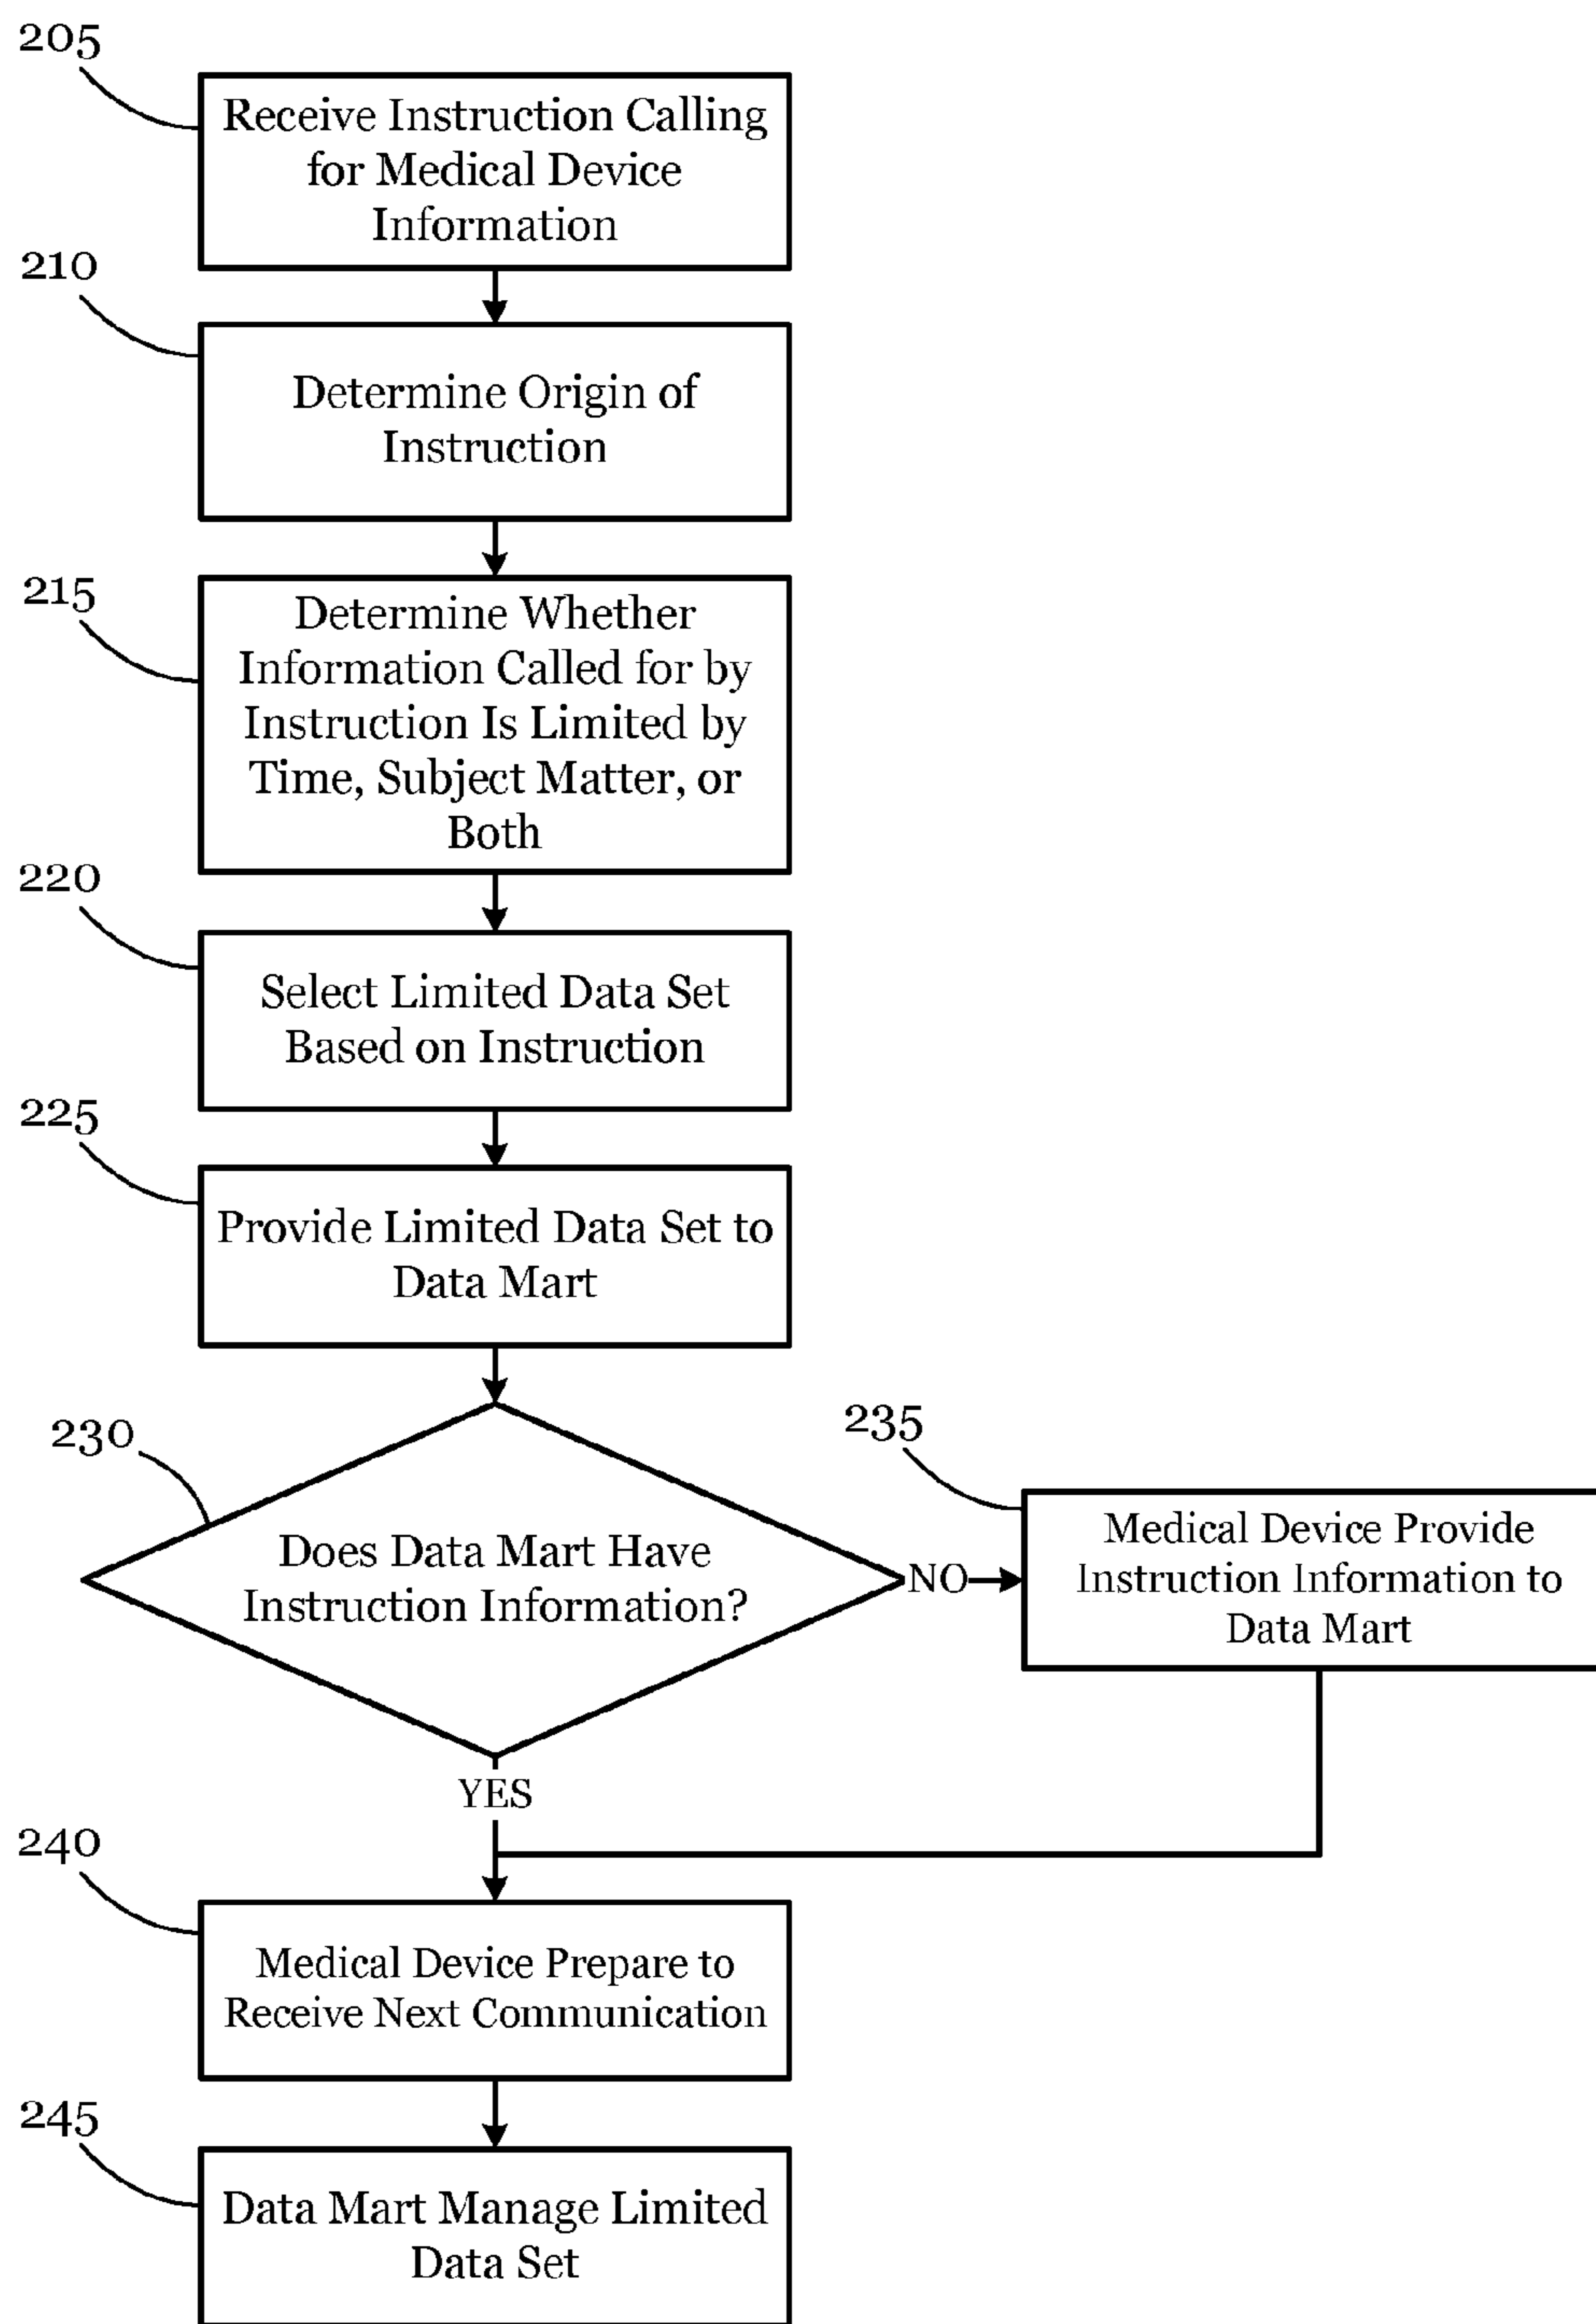 205
Receive Instruction Calling
for Medical Device
Information
210
Determine Origin of
Instruction
215
Determine Whether
Information Called for by
Instruction Is Limited by
Time, Subject Matter, or
Both
220
Select Limited Data Set
Based on Instruction
225
Provide Limited Data Set to
Data Mart
230
Does Data Mart Have
Instruction Information?
NO
235
Medical Device Provide
Instruction Information to
Data Mart
YES
240
Medical Device Prepare to
Receive Next Communication
245
Data Mart Manage Limited
Data Set